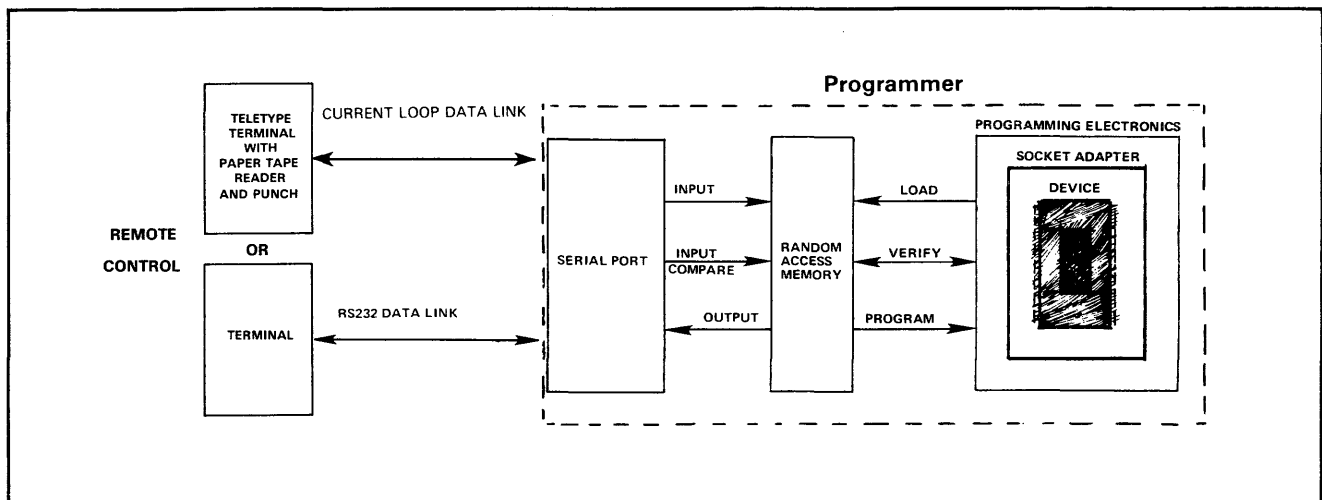 Programmer
TELETYPE
TERMINAL
WITH
PAPER TAPE
READER
AND PUNCH
CURRENT LOOP DATA LINK
REMOTE
CONTROL
OR
TERMINAL
RS232 DATA LINK
SERIAL PORT
INPUT
INPUT
COMPARE
OUTPUT
RANDOM
ACCESS
MEMORY
LOAD
VERIFY
PROGRAM
PROGRAMMING ELECTRONICS
SOCKET ADAPTER
DEVICE